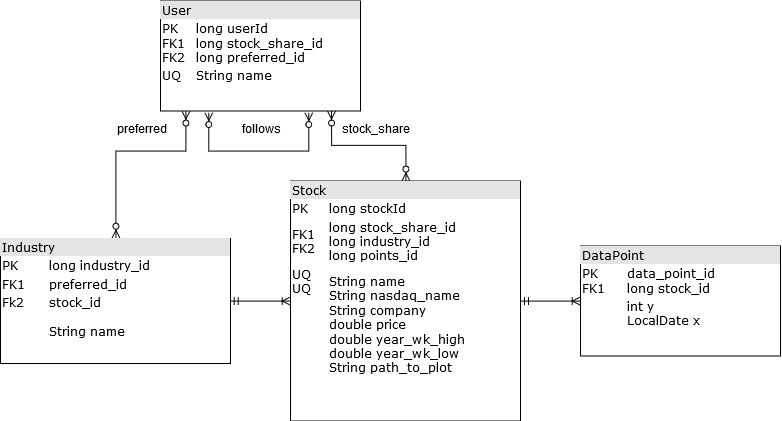 User
PK long userId
FK1 long stock_share_id
FK2 long preferred_id
UQ String name
preferred
follows
stock_share
Stock
PK long stockId
FK1 long stock_share_id
FK2 long industry_id
long points_id
UQ String name
UQ String nasdaq_name
String company
double price
double year_wk_high
double year_wk_low
String path_to_plot
Industry
PK long industry_id
FK1 preferred_id
Fk2 stock_id
String name
DataPoint
PK data_point_id
FK1 long stock_id
int y
LocalDate x